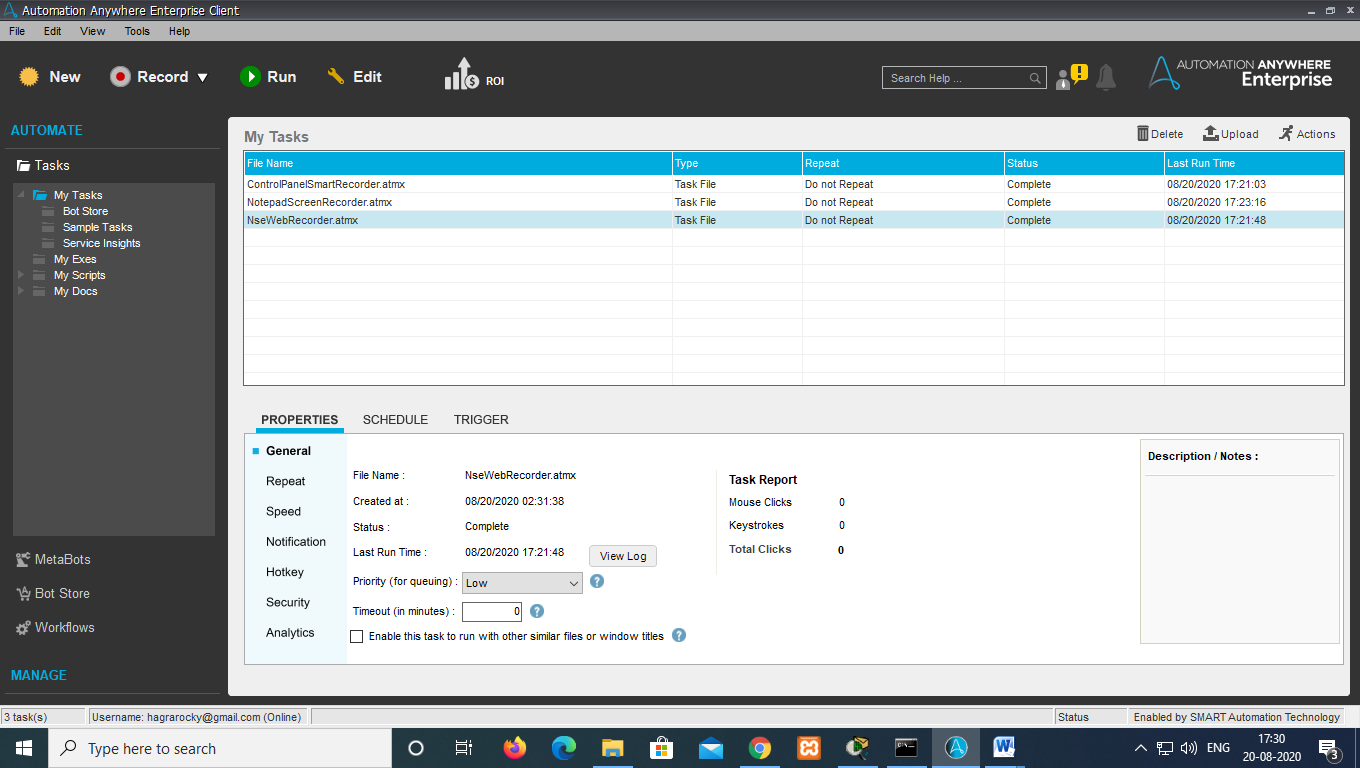 Automation Anywhere Enterprise Client
File Edit View Tools Help
New Record Run Edit ROI Search Help ... AUTOMATION ANYWHERE
Enterprise
AUTOMATE
Tasks
My Tasks
Bot Store
Sample Tasks
Service Insights
My Exes
My Scripts
My Docs
MetaBots
Bot Store
Workflows
MANAGE
My Tasks Delete Upload Actions
File Name Type Repeat Status Last Run Time
ControlPanelSmartRecorder.atmx Task File Do not Repeat Complete 08/20/2020 17:21:03
NotepadScreenRecorder.atmx Task File Do not Repeat Complete 08/20/2020 17:23:16
NseWebRecorder.atmx Task File Do not Repeat Complete 08/20/2020 17:21:48
PROPERTIES SCHEDULE TRIGGER
General
Repeat
Speed
Notification
Hotkey
Security
Analytics
File Name : NseWebRecorder.atmx
Created at : 08/20/2020 02:31:38
Status : Complete
Last Run Time : 08/20/2020 17:21:48 View Log
Priority (for queuing) : Low ?
Timeout (in minutes) : 0 ?
Enable this task to run with other similar files or window titles ?
Task Report
Mouse Clicks 0
Keystrokes 0
Total Clicks 0
Description / Notes :
3 task(s) Username: hagrarocky@gmail.com (Online) Status Enabled by SMART Automation Technology
Type here to search ENG 17:30
20-08-2020 3